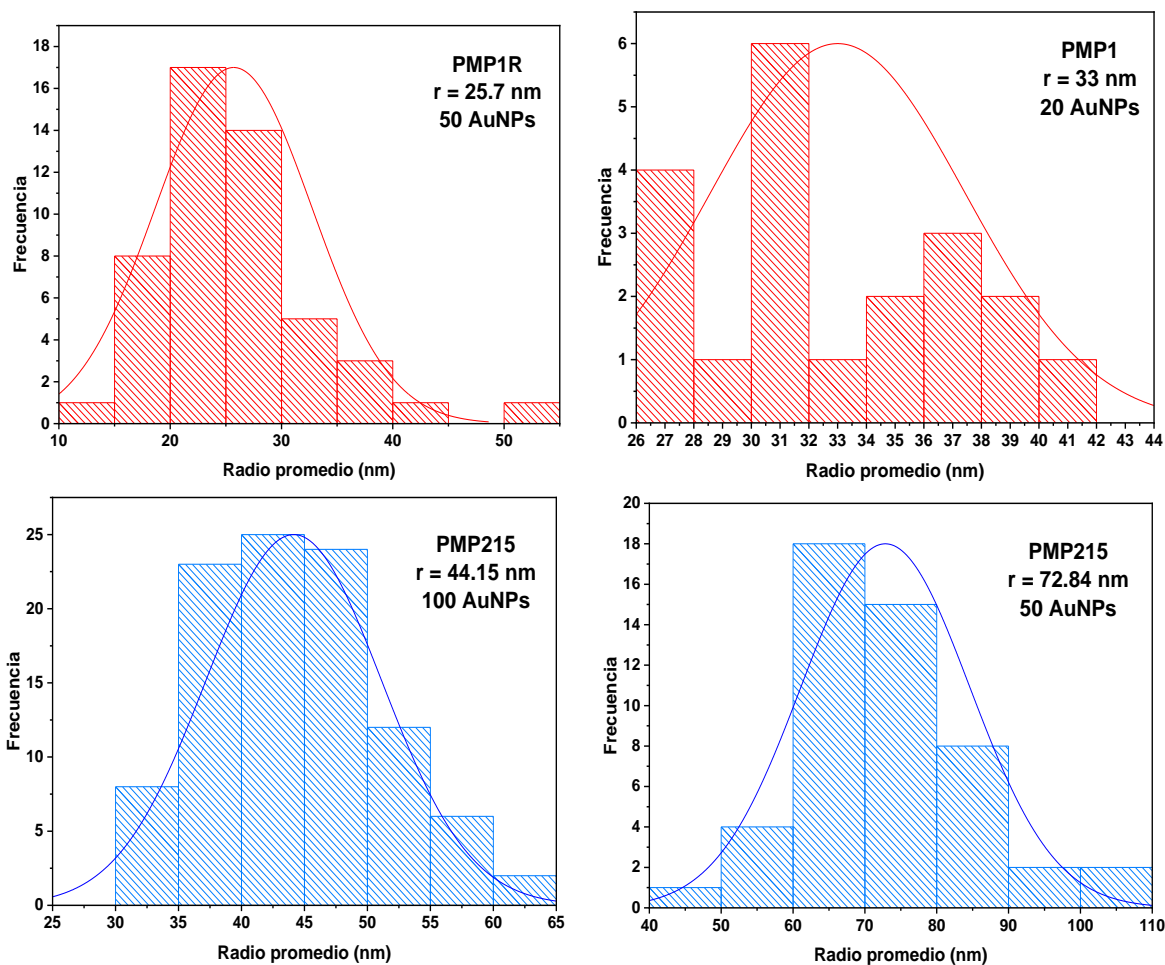 PMP1R
r = 25.7 nm
50 AuNPs
Frecuencia
18
16
14
12
10
8
6
4
2
0
10 20 30 40 50
Radio promedio (nm)
PMP1
r = 33 nm
20 AuNPs
Frecuencia
6
5
4
3
2
1
0
26 27 28 29 30 31 32 33 34 35 36 37 38 39 40 41 42 43 44
Radio promedio (nm)
PMP215
r = 44.15 nm
100 AuNPs
Frecuencia
25
20
15
10
5
0
25 30 35 40 45 50 55 60 65
Radio promedio (nm)
PMP215
r = 72.84 nm
50 AuNPs
Frecuencia
20
18
16
14
12
10
8
6
4
2
0
40 50 60 70 80 90 100 110
Radio promedio (nm)